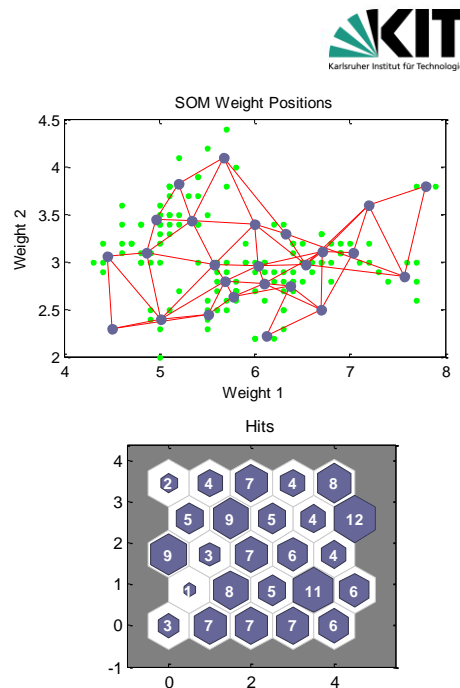 KIT
Karlsruher Institut für Technologi
SOM Weight Positions
4.5
4
3.5
3
2.5
2
Weight 2
4 5 6 7 8
Weight 1
Hits
4
3
2
1
0
-1
2 4 7 4 8
5 9 5 4 12
9 3 7 6 4
1 8 5 11 6
3 7 7 7 6
0 2 4